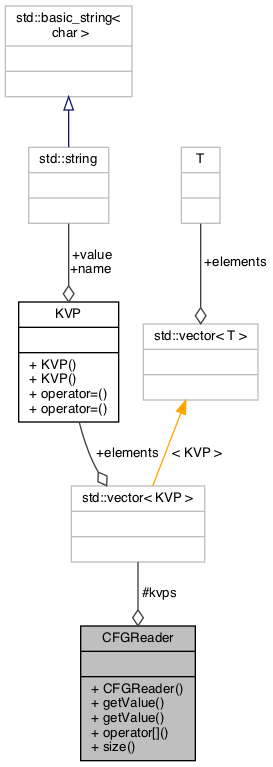 std::basic_string<
char >
std::string
T
+value
+name
+elements
KVP
+ KVP()
+ KVP()
+ operator=()
+ operator=()
std::vector< T >
+elements
< KVP >
std::vector< KVP >
#kvps
CFGReader
+ CFGReader()
+ getValue()
+ getValue()
+ operator[]()
+ size()